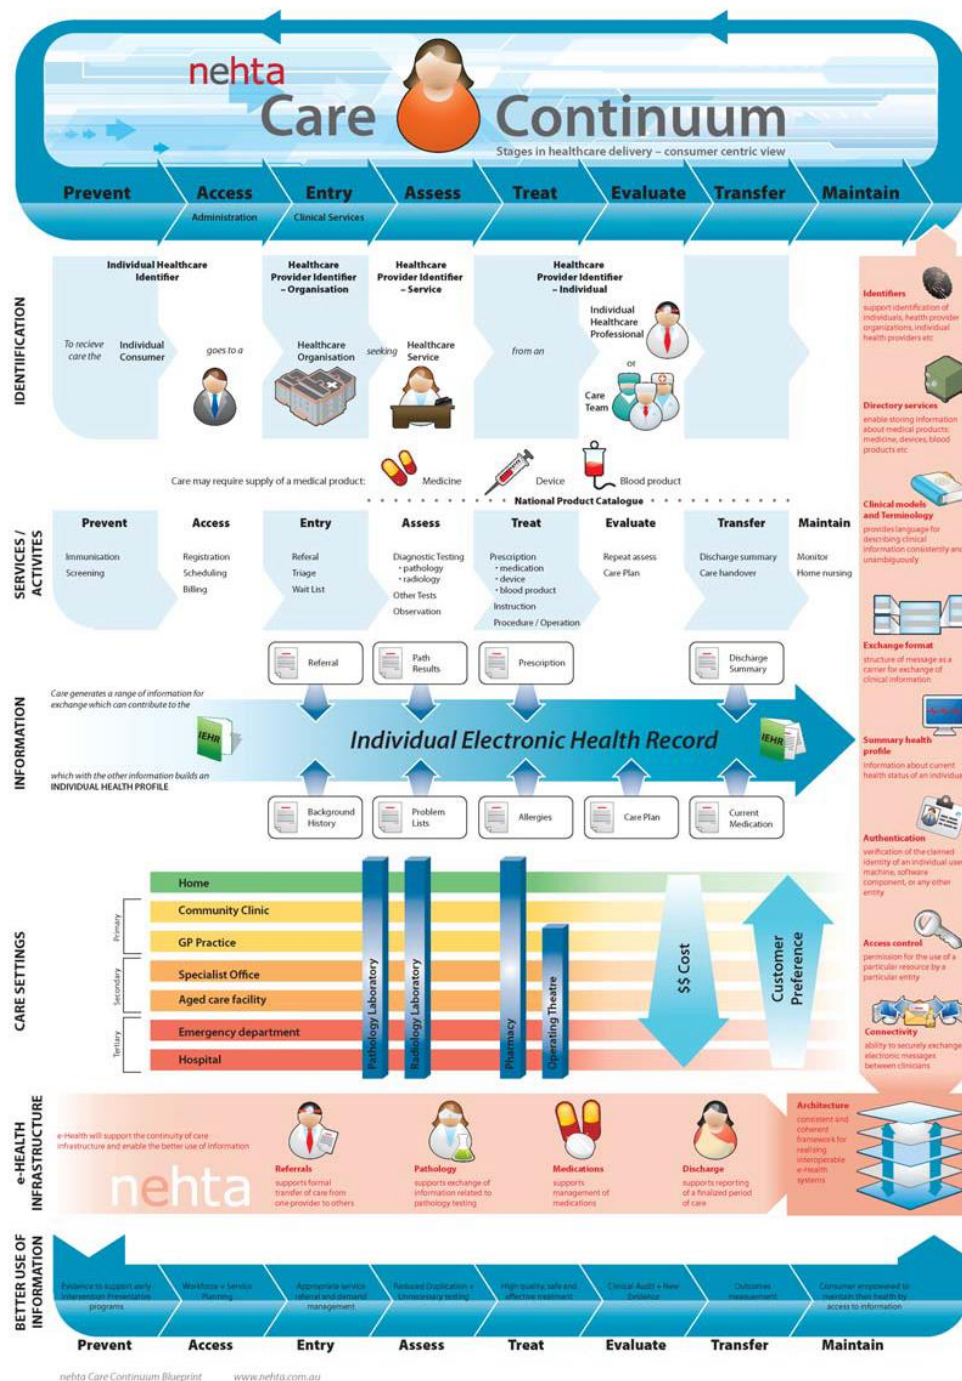 nehta
Care Continuum
Stages in healthcare delivery – consumer centric view
Prevent
Access
Entry
Assess
Treat
Evaluate
Transfer
Maintain
Administration
Clinical Services
IDENTIIFICATION
Individual Healthcare
Identifier
Healthcare
Provider Identifier
– Organisation
Healthcare
Provider Identifier
– Service
Healthcare
Provider Identifier
– Individual
To recieve
care the
Individual
Consumer
goes to a
Healthcare
Organisation
seeking
Healthcare
Service
from an
Individual
Healthcare
Professional
or
Care
Team
Care may require supply of a medical product:
Medicine
Device
Blood product
National Product Catalogue
SERVICES /
ACTIVITES
Prevent
Immunisation
Screening
Access
Registration
Scheduling
Billing
Entry
Referal
Triage
Wait List
Assess
Diagnostic Testing
• pathology
• radiology
Other Tests
Observation
Treat
Prescription
• medication
• device
• blood product
Instruction
Procedure / Operation
Evaluate
Repeat assess
Care Plan
Transfer
Discharge summary
Care handover
Maintain
Monitor
Home nursing
INFORMATION
Referral
Path
Results
Prescription
Discharge
Summary
Care generates a range of information for
exchange which can contribute to the
IEHR
Individual Electronic Health Record
IEHR
which with the other information builds an
INDIVIDUAL HEALTH PROFILE
Background
History
Problem
Lists
Allergies
Care Plan
Current
Medication
CARE SETTINGS
Primary
Secondary
Tertiary
Home
Community Clinic
GP Practice
Specialist Office
Aged care facility
Emergency department
Hospital
Pathology Laboratory
Radiology Laboratory
Pharmacy
Operating Theatre
$$ Cost
Customer
Preference
Identifiers
support identification of
individuals, health provider
organizations, individual
health providers etc
Directory services
enable storing information
about medical products:
medicine, devices, blood
products etc
Clinical models
and Terminology
provides language for
describing clinical
information consistently and
unambiguously
Exchange format
structure of message as a
carrier for exchange of
clinical information
Summary health
profile
Information about current
health status of an individual
Authentication
verification of the claimed
identity of an individual user,
machine, software
component, or any other
entity
Access control
permission for the use of a
particular resource by a
particular entity
Connectivity
ability to securely exchange
electronic messages
between clinicians
e-HEALTH
INFRASTRUCTURE
e-Health will support the continuity of care
infrastructure and enable the better use of information
nehta
Referrals
supports formal
transfer of care from
one provider to others
Pathology
supports exchange of
information related to
pathology testing
Medications
supports
management of
medications
Discharge
supports reporting
of a finalized period
of care
Architecture
consistent and
coherent
framework for
realising
interoperable
e-Health
systems
BETTER USE OF
INFORMATION
Evidence to support early
Intervention Preventative
programs
Workforce + Service
Planning
Appropriate service
referral and demand
management
Reduced Duplication +
Unnecessary testing
High quality, safe and
effective treatment
Clinical Audit + New
Evidence
Outcomes
measurement
Consumer empowered to
maintain their health by
access to information
Prevent
Access
Entry
Assess
Treat
Evaluate
Transfer
Maintain
nehta Care Continuum Blueprint
www.nehta.com.au